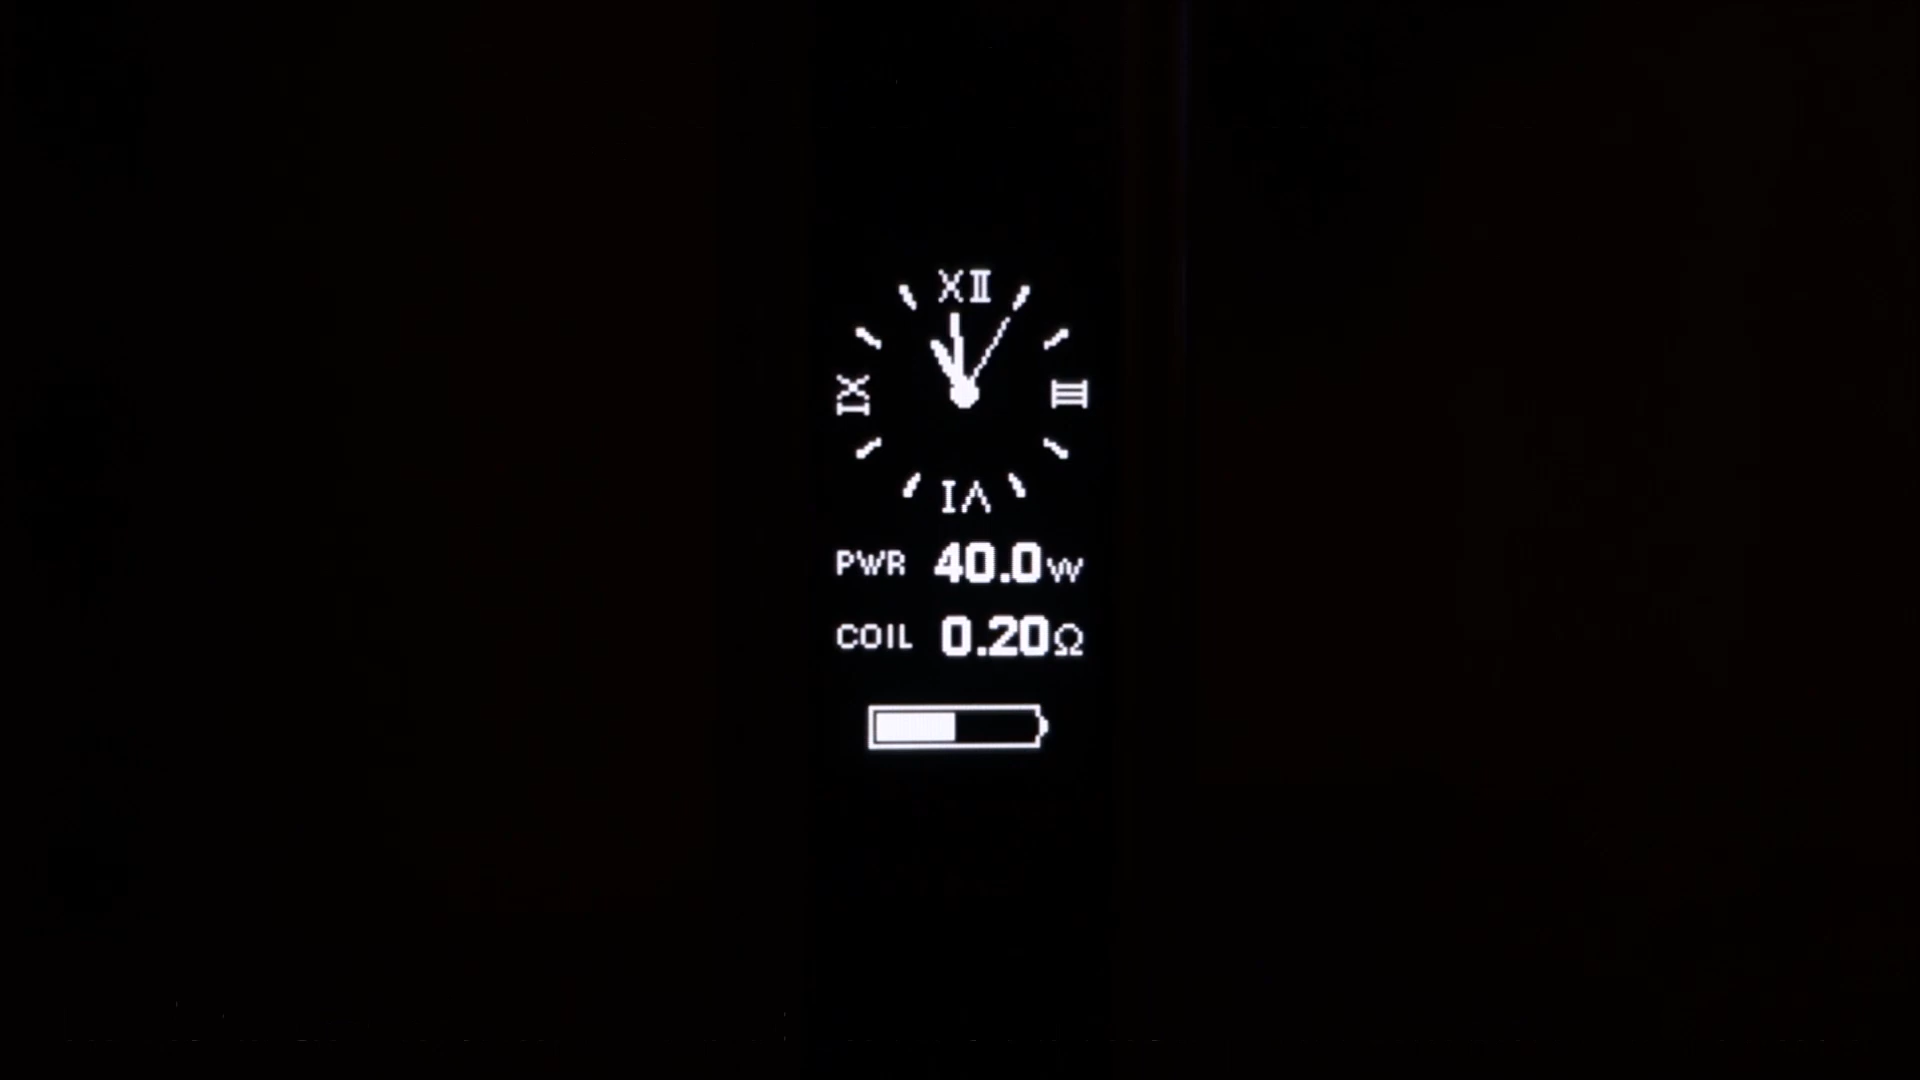 XII
IX III
VI
PWR 40.0W
COIL 0.20Ω